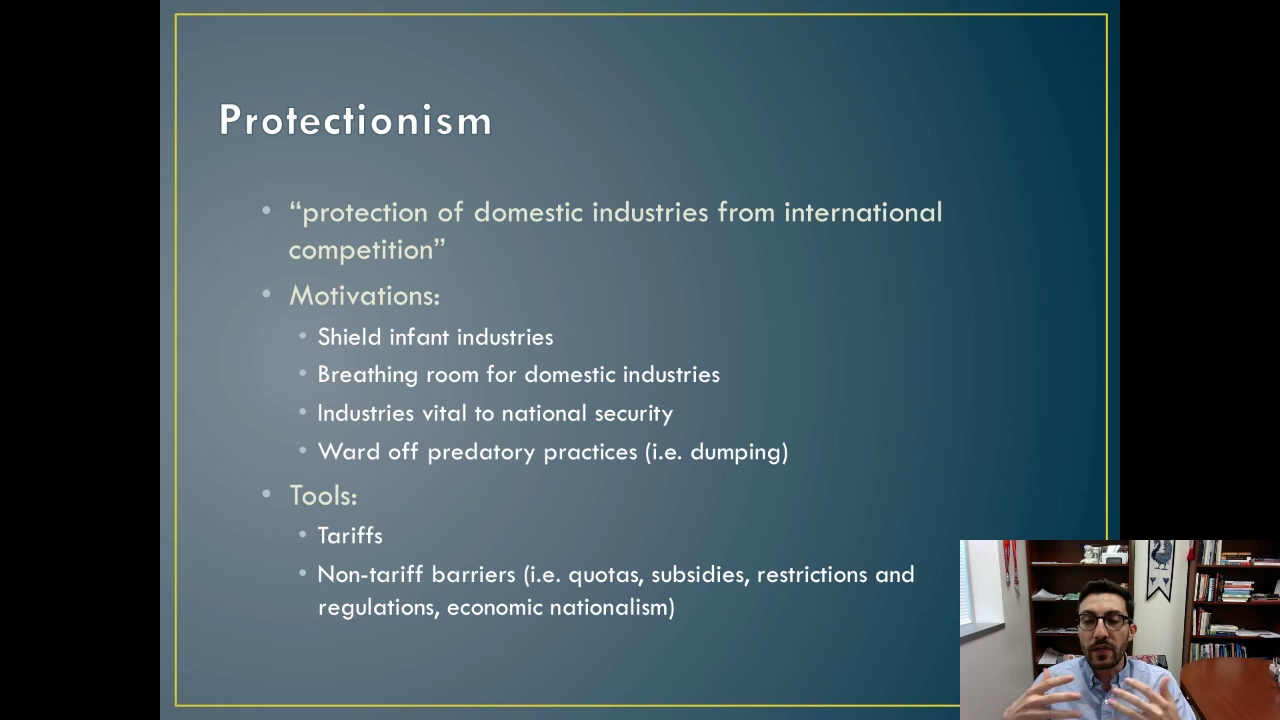 Protectionism
• “protection of domestic industries from international
competition”
• Motivations:
• Shield infant industries
• Breathing room for domestic industries
• Industries vital to national security
• Ward off predatory practices (i.e. dumping)
• Tools:
• Tariffs
• Non-tariff barriers (i.e. quotas, subsidies, restrictions and
regulations, economic nationalism)